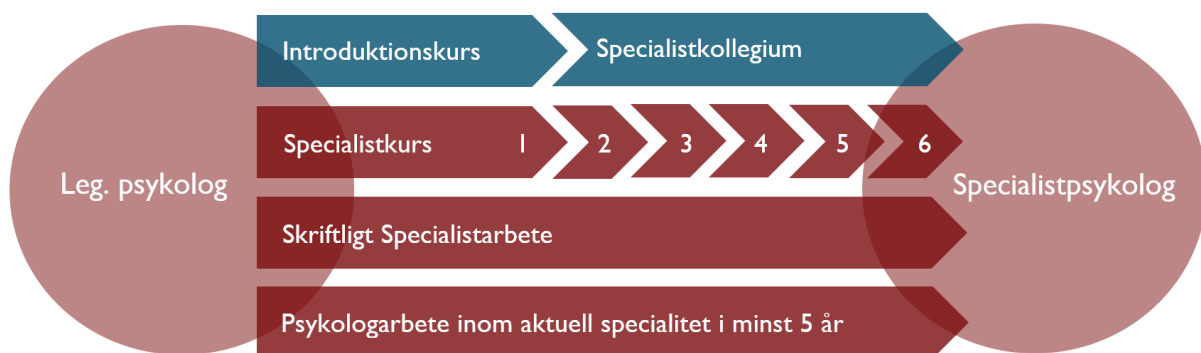 Leg. psykolog
Introduktionskurs
Specialistkollegium
Specialistkurs 1 2 3 4 5 6
Skriftligt Specialistarbete
Psykologarbete inom aktuell specialitet i minst 5 år
Specialistpsykolog